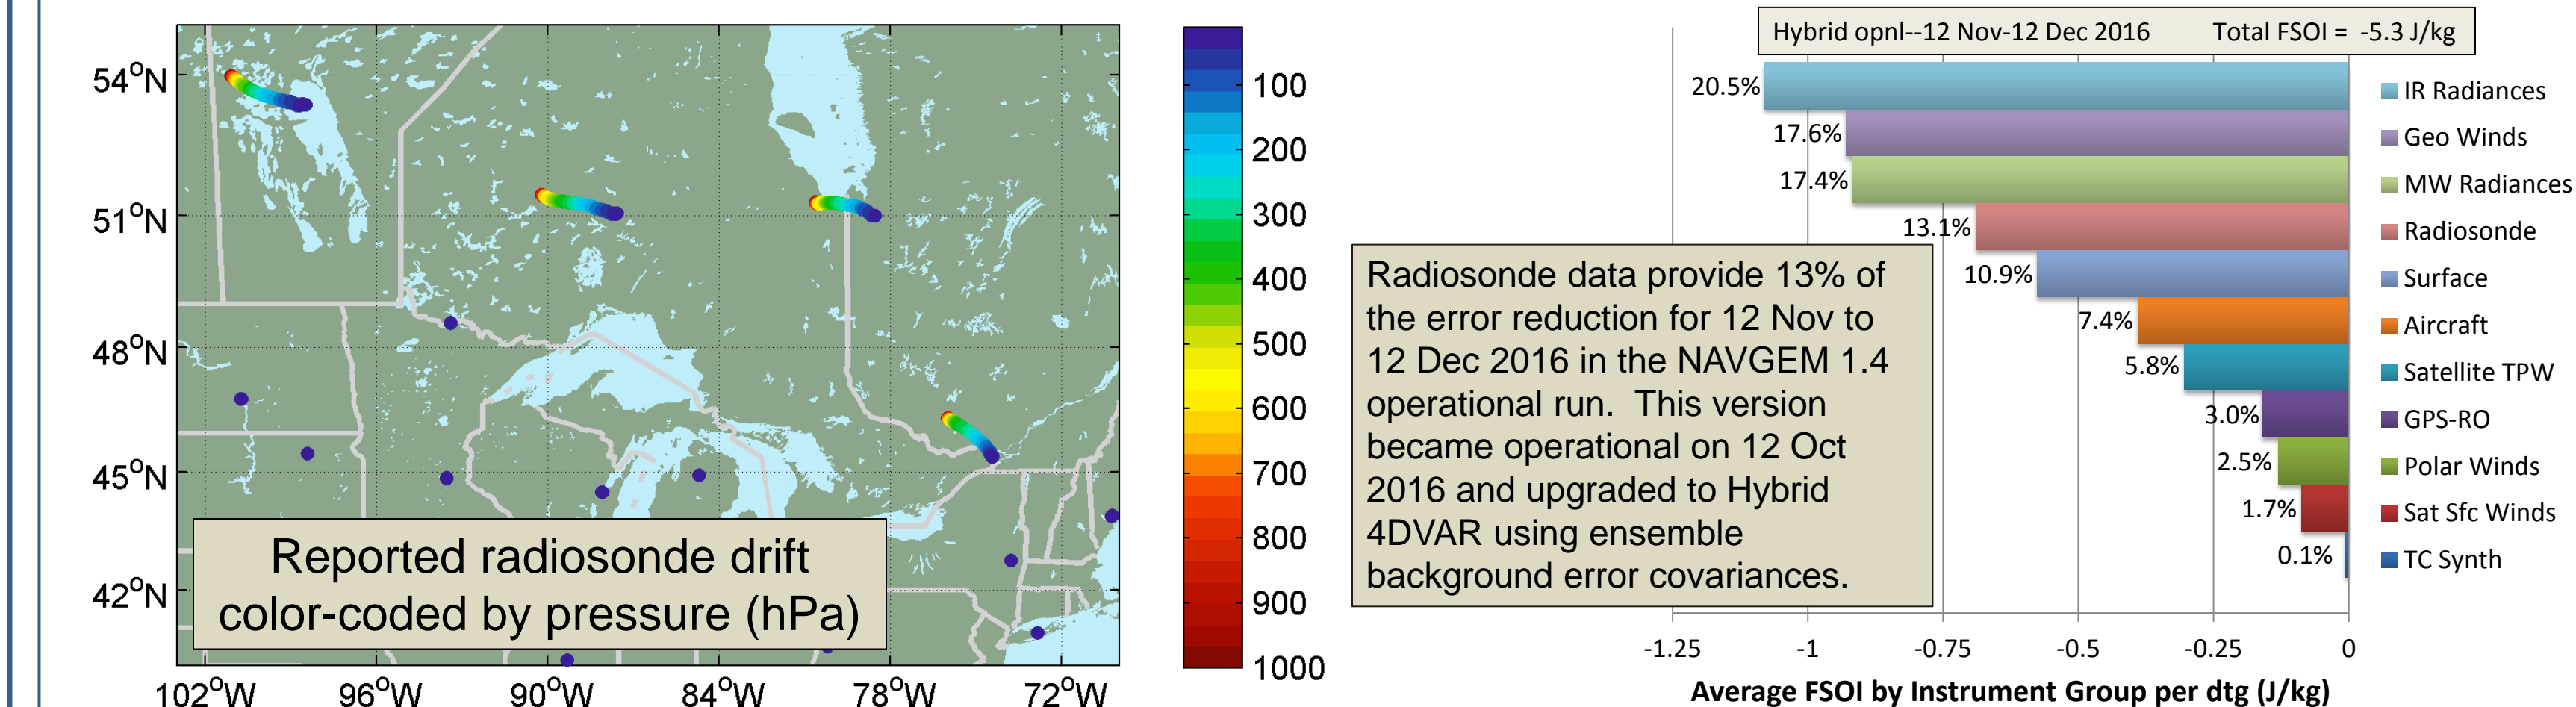 54°N
51°N
48°N
45°N
42°N
102°W 96°W 90°W 84°W 78°W 72°W
Reported radiosonde drift
color-coded by pressure (hPa)
100
200
300
400
500
600
700
800
900
1000
Hybrid opnl--12 Nov-12 Dec 2016 Total FSOI = -5.3 J/kg
20.5%
17.6%
17.4%
13.1%
10.9%
7.4%
5.8%
3.0%
2.5%
1.7%
0.1%
Radiosonde data provide 13% of
the error reduction for 12 Nov to
12 Dec 2016 in the NAVGEM 1.4
operational run. This version
became operational on 12 Oct
2016 and upgraded to Hybrid
4DVAR using ensemble
background error covariances.
IR Radiances
Geo Winds
MW Radiances
Radiosonde
Surface
Aircraft
Satellite TPW
GPS-RO
Polar Winds
Sat Sfc Winds
TC Synth
-1.25 -1 -0.75 -0.5 -0.25 0
Average FSOI by Instrument Group per dtg (J/kg)